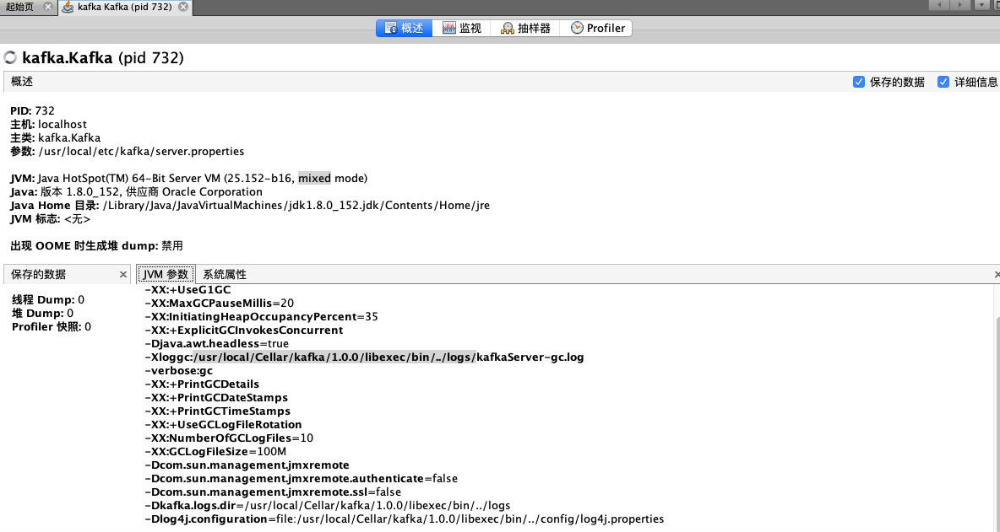 起始页
kafka Kafka (pid 732)
概述 监视 抽样器 Profiler
kafka.Kafka (pid 732)
概述
保存的数据 详细信息
PID: 732
主机: localhost
主类: kafka.Kafka
参数: /usr/local/etc/kafka/server.properties
JVM: Java HotSpot(TM) 64-Bit Server VM (25.152-b16, mixed mode)
Java: 版本 1.8.0_152, 供应商 Oracle Corporation
Java Home 目录: /Library/Java/JavaVirtualMachines/jdk1.8.0_152.jdk/Contents/Home/jre
JVM 标志: <无>
出现 OOME 时生成堆 dump: 禁用
保存的数据
线程 Dump: 0
堆 Dump: 0
Profiler 快照: 0
JVM 参数 系统属性
-XX:+UseG1GC
-XX:MaxGCPauseMillis=20
-XX:InitiatingHeapOccupancyPercent=35
-XX:+ExplicitGCInvokesConcurrent
-Djava.awt.headless=true
-Xloggc:/usr/local/Cellar/kafka/1.0.0/libexec/bin/../logs/kafkaServer-gc.log
-verbose:gc
-XX:+PrintGCDetails
-XX:+PrintGCDateStamps
-XX:+PrintGCTimeStamps
-XX:+UseGCLogFileRotation
-XX:NumberOfGCLogFiles=10
-XX:GCLogFileSize=100M
-Dcom.sun.management.jmxremote
-Dcom.sun.management.jmxremote.authenticate=false
-Dcom.sun.management.jmxremote.ssl=false
-Dkafka.logs.dir=/usr/local/Cellar/kafka/1.0.0/libexec/bin/../logs
-Dlog4j.configuration=file:/usr/local/Cellar/kafka/1.0.0/libexec/bin/../config/log4j.properties